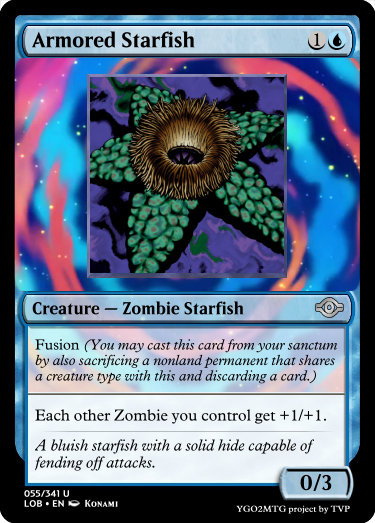 Armored Starfish 1
Creature — Zombie Starfish
Fusion (You may cast this card from your sanctum
by also sacrificing a nonland permanent that shares
a creature type with this and discarding a card.)
Each other Zombie you control get +1/+1.
A bluish starfish with a solid hide capable of
fending off attacks.
0/3
055/341 U
LOB • EN Konami
YGO2MTG project by TVP